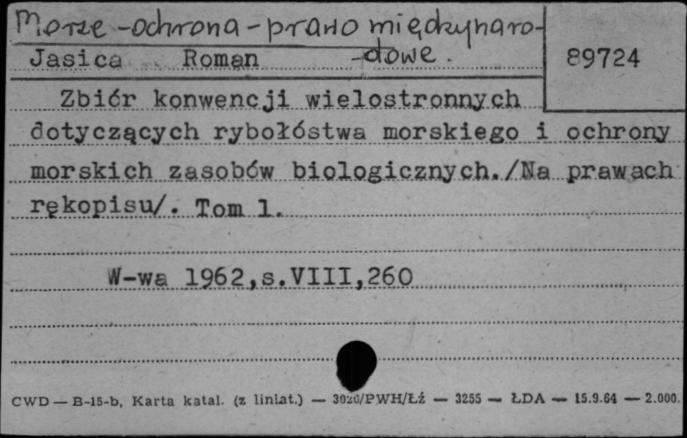 Morze - ochrona - prawo międzynaro-
Jasica Roman -dowe.
89724
Zbiór konwencji wielostronnych
dotyczących rybołóstwa morskiego i ochrony
morskich zasobów biologicznych./Na prawach
rękopisu/. Tom 1.
W-wa 1962,s.VIII,260
CWD — B-15-b, Karta katal. (z liniat.) — 3020/PWH/Łź — 3255 — ŁDA — 15.9.64 — 2.000.